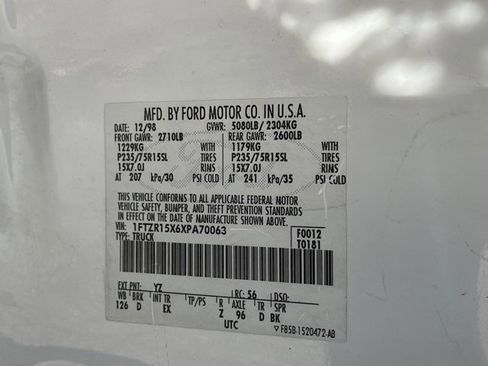 MFD. BY FORD MOTOR CO. IN U.S.A.
DATE: 12/98 GVWR: 5080LB/ 2304KG
FRONT GAWR: 2710LB REAR GAWR: 2600LB
1229KG WITH 1179KG WITH
P235/75R15SL TIRES P235/75R15SL TIRES
15X7.0J RIMS 15X7.0J RIMS
AT 207 kPa/30 PSI COLD AT 241 kPa/35 PSI COLD
THIS VEHICLE CONFORMS TO ALL APPLICABLE FEDERAL MOTOR
VEHICLE SAFETY, BUMPER, AND THEFT PREVENTION STANDARDS
IN EFFECT ON THE DATE OF MANUFACTURE SHOWN ABOVE.
VIN: 1FTZR15X6XPA70063 F0012
TYPE: TRUCK T0181
EXT PNT: YZ RC: 56 DSO:
WB BRK INT TR TP/PS R AXLE TR SPR
126 D EX Z 96 D BK
UTC
F85B-1520472-AB